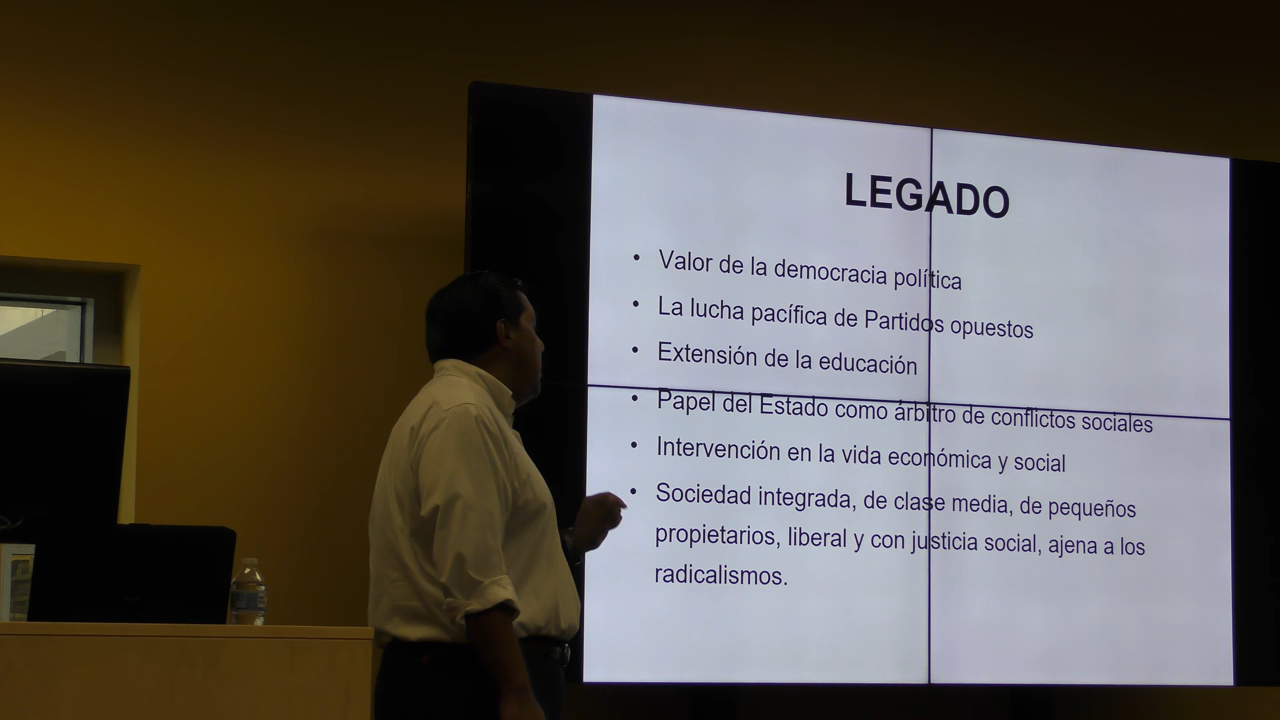 LEGADO
• Valor de la democracia política
• La lucha pacífica de Partidos opuestos
• Extensión de la educación
• Papel del Estado como árbitro de conflictos sociales
• Intervención en la vida económica y social
• Sociedad integrada, de clase media, de pequeños
propietarios, liberal y con justicia social, ajena a los
radicalismos.